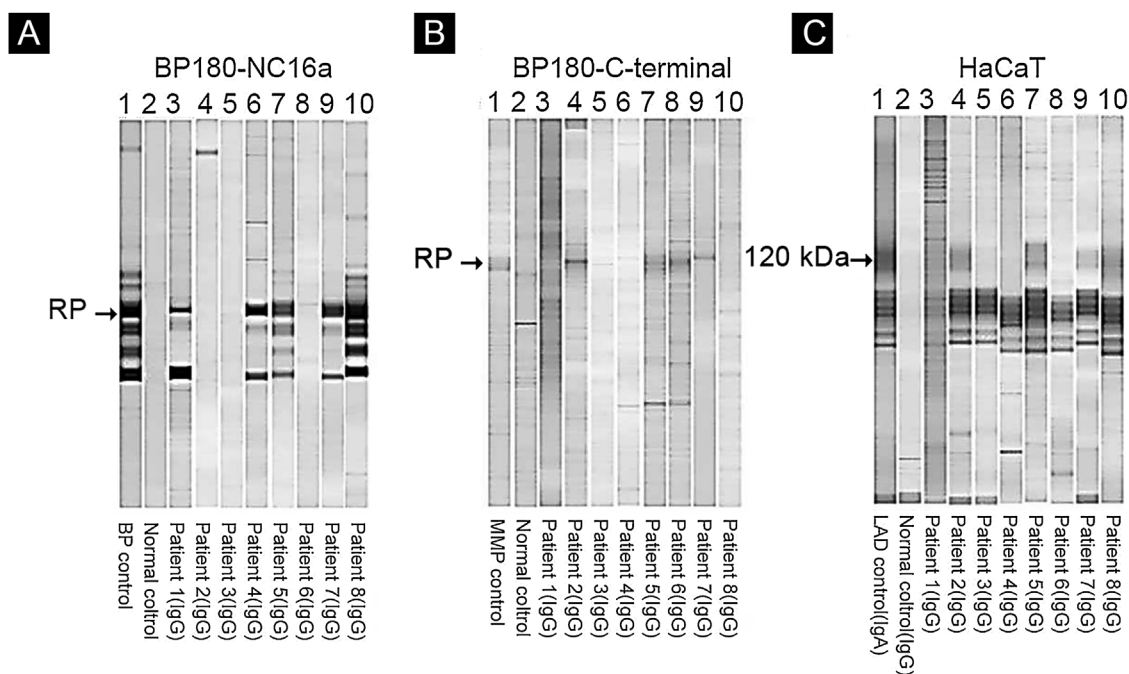 A
BP180-NC16a
1 2 3 4 5 6 7 8 9 10
RP
BP control
Normal coltrol
Patient 1(IgG)
Patient 2(IgG)
Patient 3(IgG)
Patient 4(IgG)
Patient 5(IgG)
Patient 6(IgG)
Patient 7(IgG)
Patient 8(IgG)
B
BP180-C-terminal
1 2 3 4 5 6 7 8 9 10
RP
MMP control
Normal coltrol
Patient 1(IgG)
Patient 2(IgG)
Patient 3(IgG)
Patient 4(IgG)
Patient 5(IgG)
Patient 6(IgG)
Patient 7(IgG)
Patient 8(IgG)
C
HaCaT
1 2 3 4 5 6 7 8 9 10
120 kDa
LAD control(IgA)
Normal coltrol(IgG)
Patient 1(IgG)
Patient 2(IgG)
Patient 3(IgG)
Patient 4(IgG)
Patient 5(IgG)
Patient 6(IgG)
Patient 7(IgG)
Patient 8(IgG)